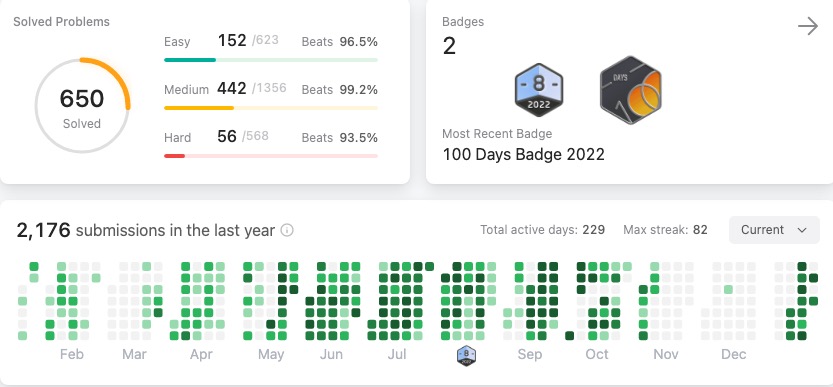 Solved Problems
650
Solved
Easy 152 /623 Beats 96.5%
Medium 442 /1356 Beats 99.2%
Hard 56 /568 Beats 93.5%
Badges
2
8
2022
DAYS
Most Recent Badge
100 Days Badge 2022
2,176 submissions in the last year
Total active days: 229 Max streak: 82 Current
Feb Mar Apr May Jun Jul 8 Sep Oct Nov Dec